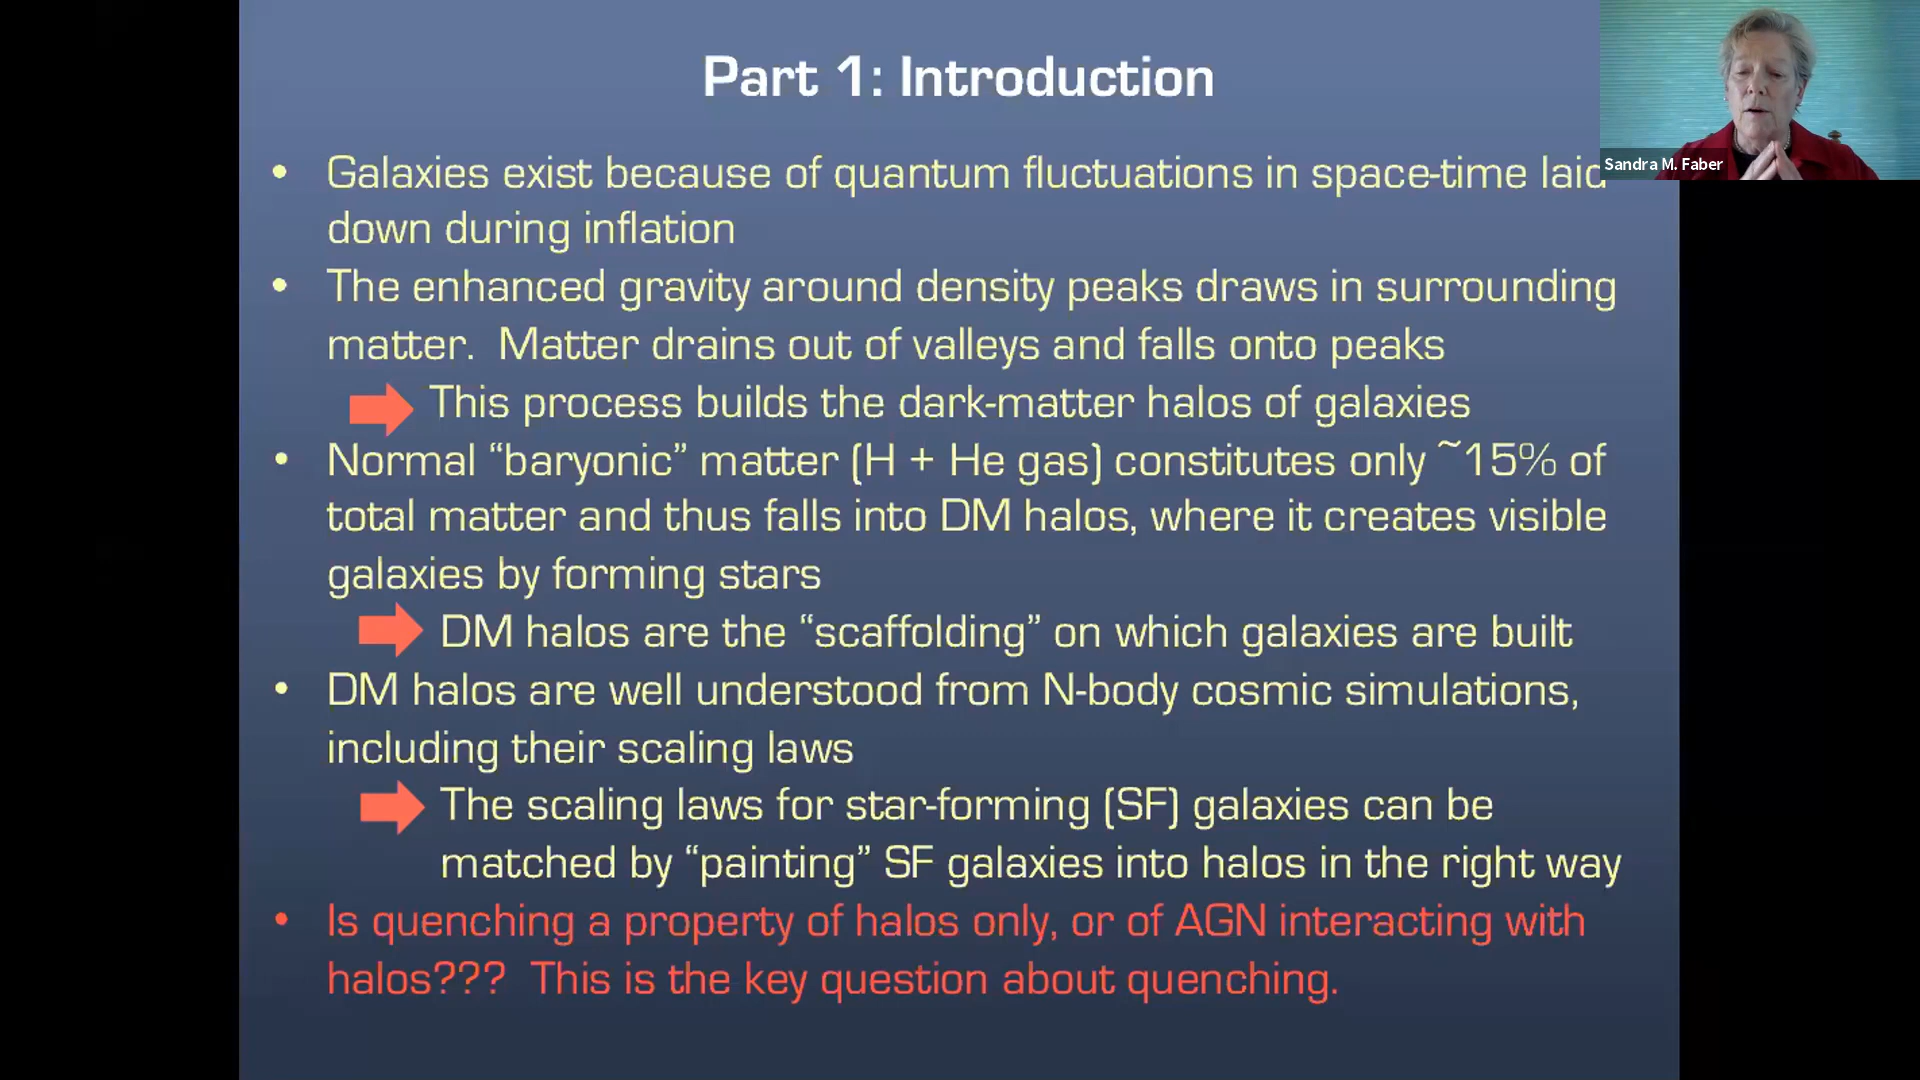 Part 1: Introduction
Sandra M. Faber
• Galaxies exist because of quantum fluctuations in space-time laid
down during inflation
• The enhanced gravity around density peaks draws in surrounding
matter. Matter drains out of valleys and falls onto peaks
This process builds the dark-matter halos of galaxies
• Normal “baryonic” matter (H + He gas) constitutes only ~15% of
total matter and thus falls into DM halos, where it creates visible
galaxies by forming stars
DM halos are the “scaffolding” on which galaxies are built
• DM halos are well understood from N-body cosmic simulations,
including their scaling laws
The scaling laws for star-forming (SF) galaxies can be
matched by “painting” SF galaxies into halos in the right way
• Is quenching a property of halos only, or of AGN interacting with
halos??? This is the key question about quenching.